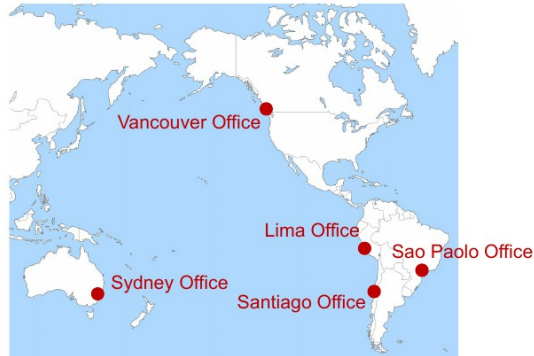 Vancouver Office
Lima Office
Sao Paolo Office
Sydney Office
Santiago Office